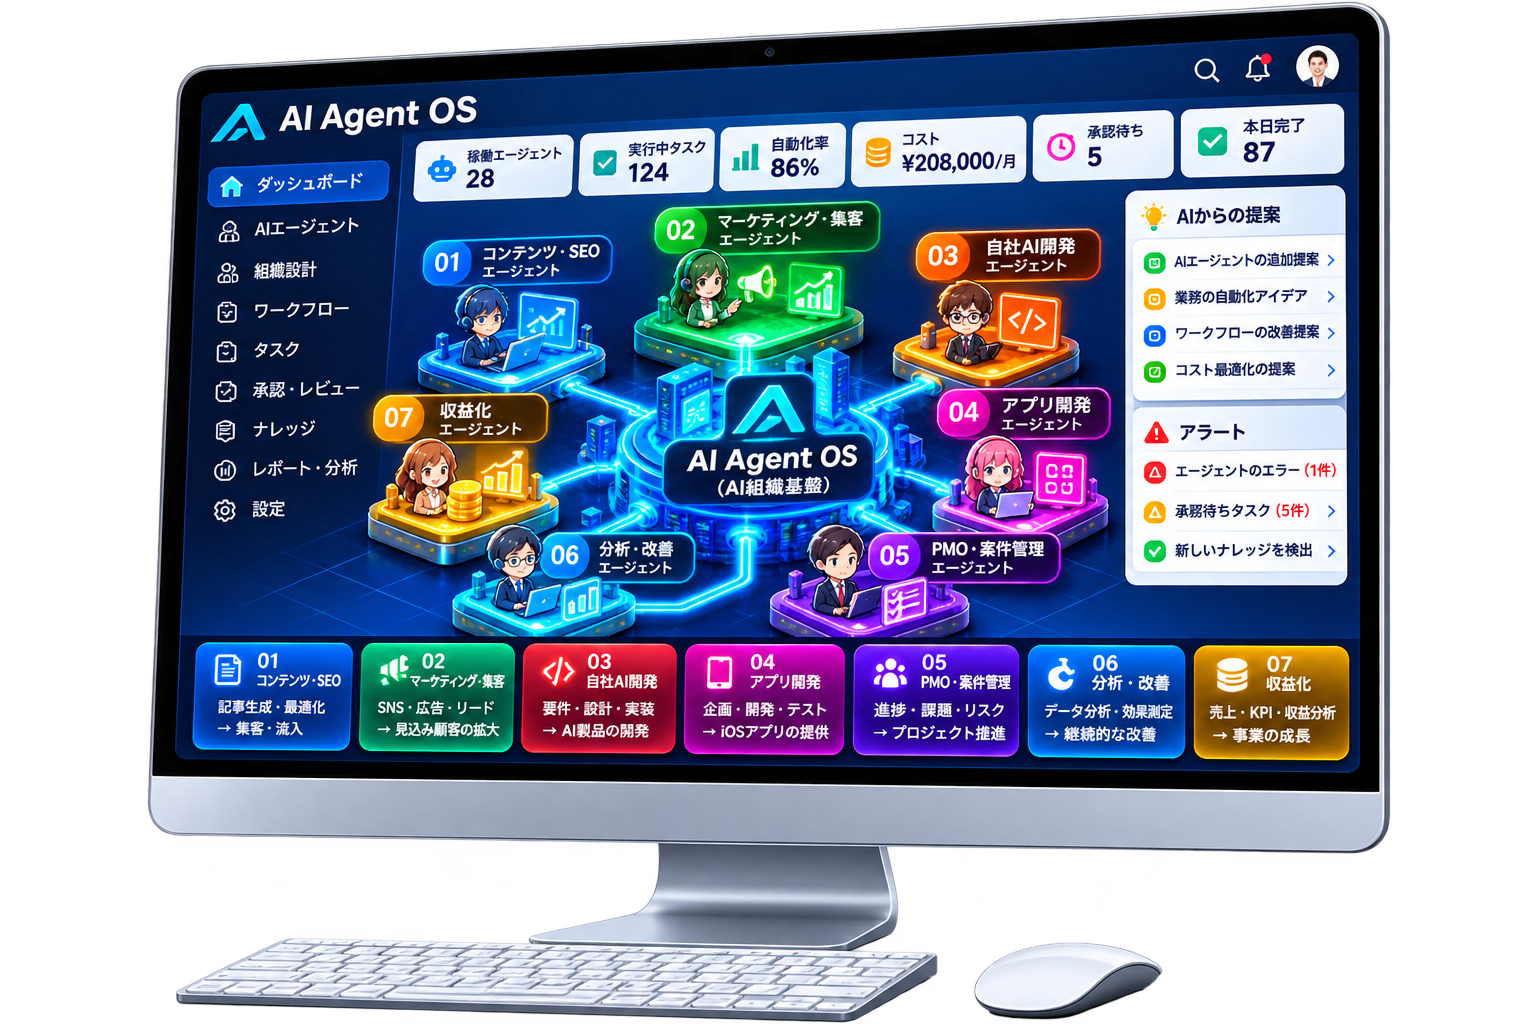 AI Agent OS
稼働エージェント
28
実行中タスク
124
自動化率
86%
コスト
¥208,000/月
承認待ち
5
本日完了
87
ダッシュボード
AIエージェント
組織設計
ワークフロー
タスク
承認・レビュー
ナレッジ
レポート・分析
設定
01
コンテンツ・SEO
エージェント
02
マーケティング・集客
エージェント
03
自社AI開発
エージェント
</>
04
アプリ開発
エージェント
05
PMO・案件管理
エージェント
06
分析・改善
エージェント
07
収益化
エージェント
AI Agent OS
(AI組織基盤)
AIからの提案
AIエージェントの追加提案
業務の自動化アイデア
ワークフローの改善提案
コスト最適化の提案
アラート
エージェントのエラー (1件)
承認待ちタスク (5件)
新しいナレッジを検出
01
コンテンツ・SEO
記事生成・最適化
→ 集客・流入
02
マーケティング・集客
SNS・広告・リード
→ 見込み顧客の拡大
</>
03
自社AI開発
要件・設計・実装
→ AI製品の開発
04
アプリ開発
企画・開発・テスト
→ iOSアプリの提供
05
PMO・案件管理
進捗・課題・リスク
→ プロジェクト推進
06
分析・改善
データ分析・効果測定
→ 継続的な改善
07
収益化
売上・KPI・収益分析
→ 事業の成長